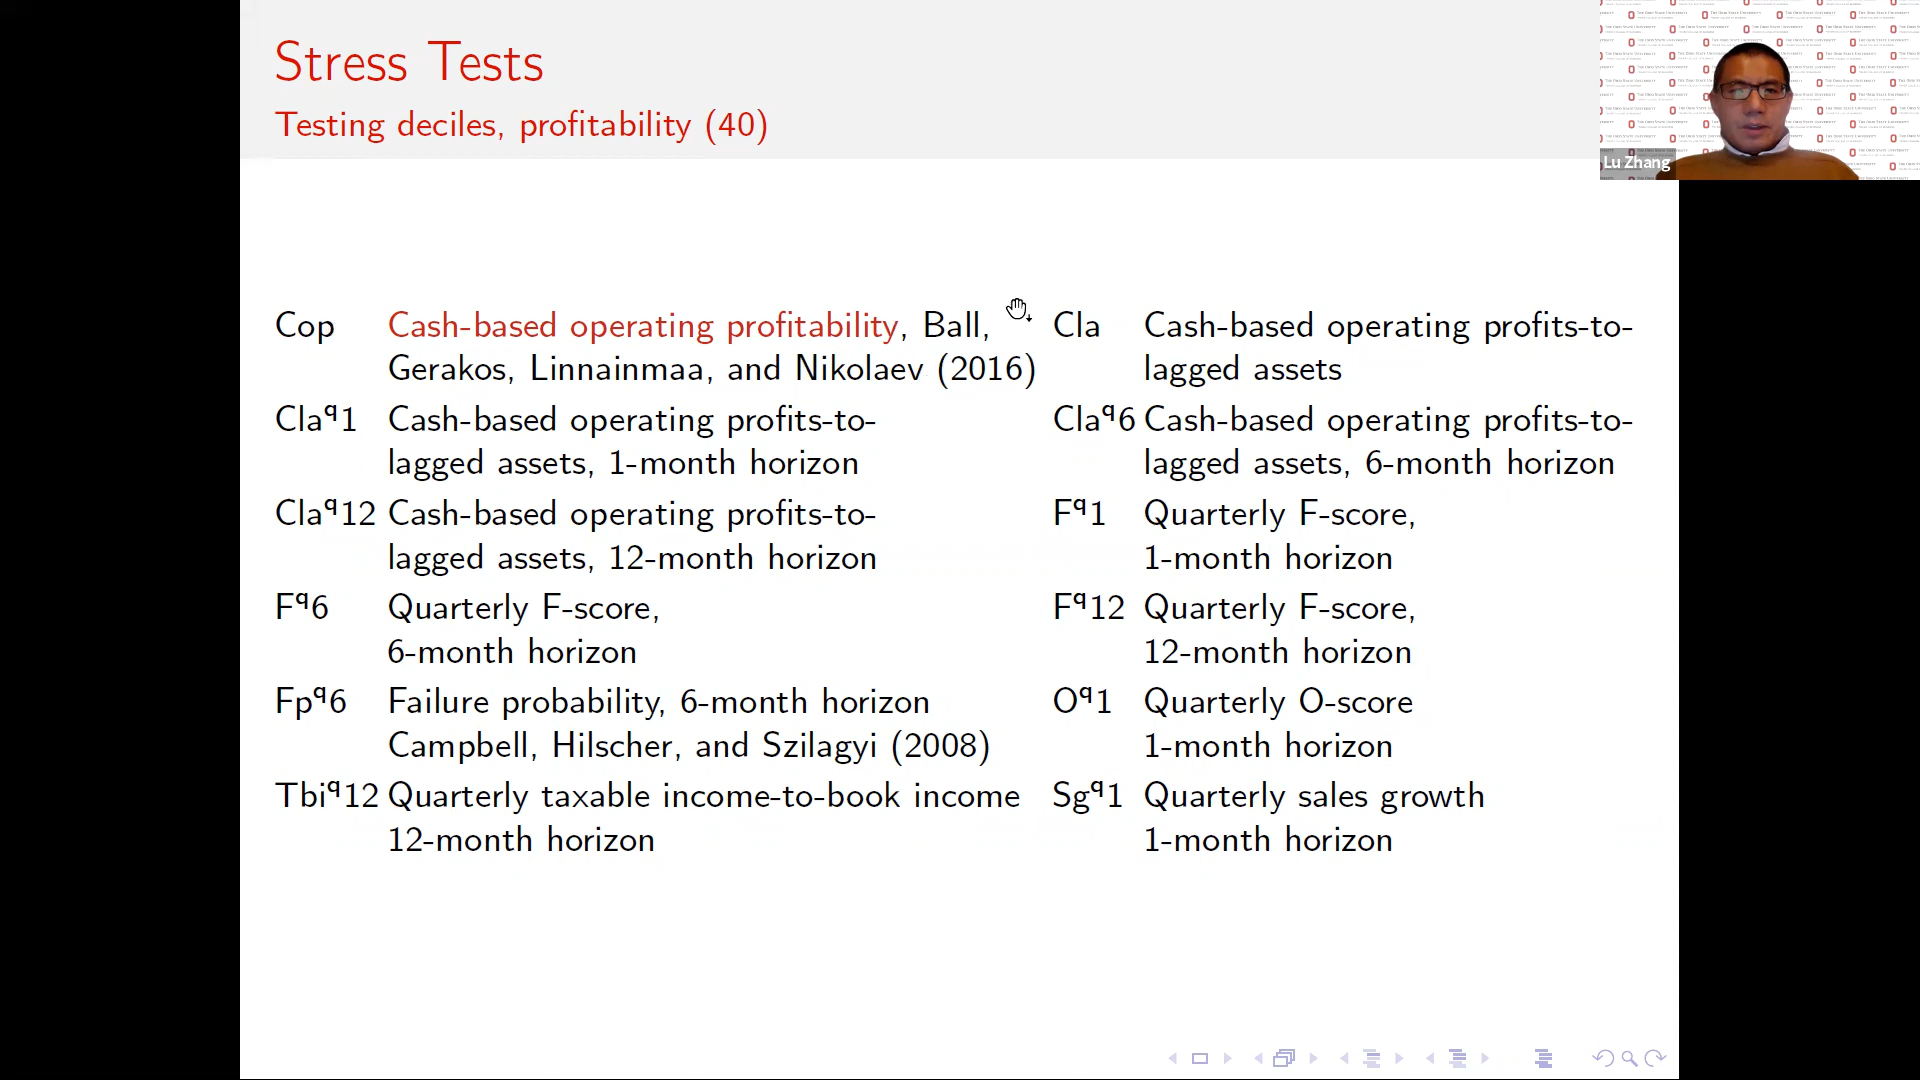 Stress Tests
Testing deciles, profitability (40)
Lu Zhang
Cop Cash-based operating profitability, Ball, Cla Cash-based operating profits-to-
Gerakos, Linnainmaa, and Nikolaev (2016) lagged assets
Claq1 Cash-based operating profits-to- Claq6 Cash-based operating profits-to-
lagged assets, 1-month horizon lagged assets, 6-month horizon
Claq12 Cash-based operating profits-to- Fq1 Quarterly F-score,
lagged assets, 12-month horizon 1-month horizon
Fq6 Quarterly F-score, Fq12 Quarterly F-score,
6-month horizon 12-month horizon
Fpq6 Failure probability, 6-month horizon Oq1 Quarterly O-score
Campbell, Hilscher, and Szilagyi (2008) 1-month horizon
Tbiq12 Quarterly taxable income-to-book income Sgq1 Quarterly sales growth
12-month horizon 1-month horizon